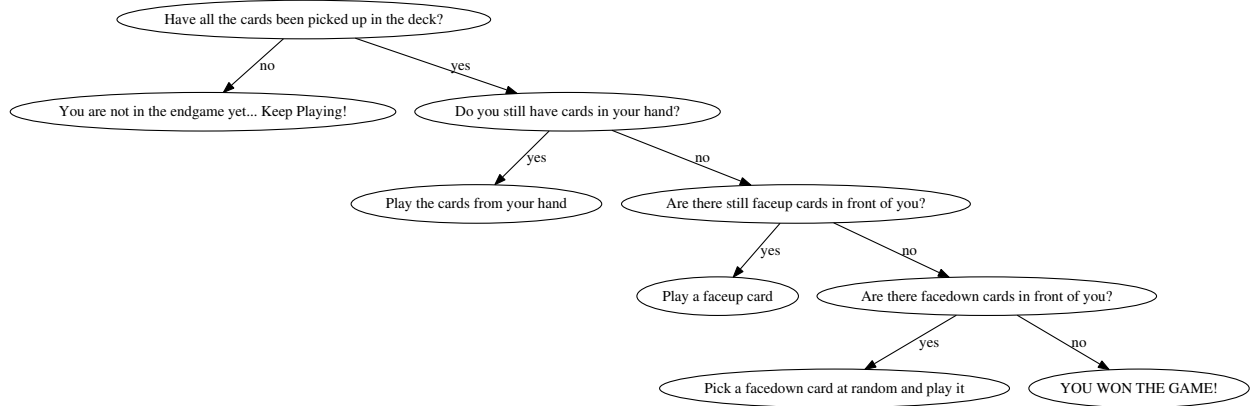 Have all the cards been picked up in the deck?
no
yes
You are not in the endgame yet... Keep Playing!
Do you still have cards in your hand?
yes
no
Play the cards from your hand
Are there still faceup cards in front of you?
yes
no
Play a faceup card
Are there facedown cards in front of you?
yes
no
Pick a facedown card at random and play it
YOU WON THE GAME!